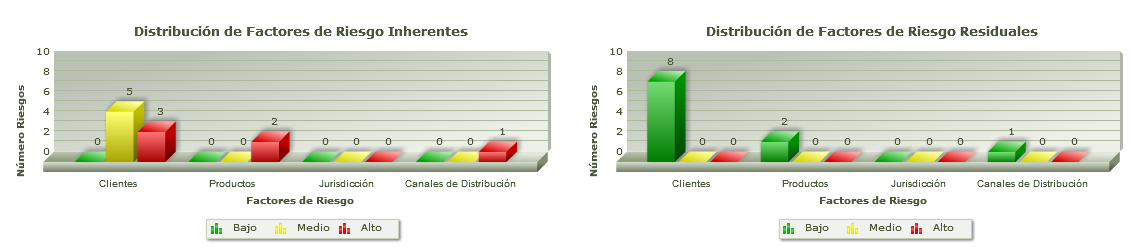 Distribución de Factores de Riesgo Inherentes
Número Riesgos
10
8
6
4
2
0
0 5 3
0 0 2
0 0 0
0 0 1
Clientes Productos Jurisdicción Canales de Distribución
Factores de Riesgo
Bajo Medio Alto
Distribución de Factores de Riesgo Residuales
Número Riesgos
10
8
6
4
2
0
8 0 0
2 0 0
0 0 0
1 0 0
Clientes Productos Jurisdicción Canales de Distribución
Factores de Riesgo
Bajo Medio Alto